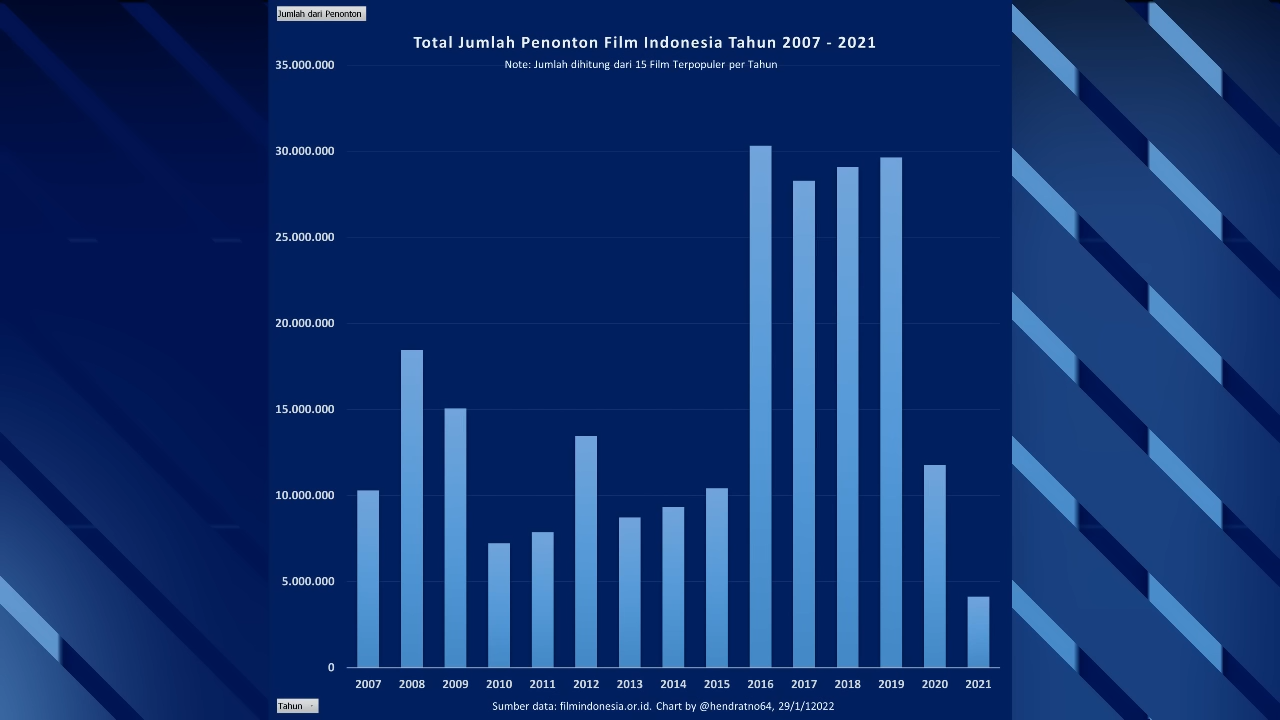 Jumlah dari Penonton
Total Jumlah Penonton Film Indonesia Tahun 2007 - 2021
Note: Jumlah dihitung dari 15 Film Terpopuler per Tahun
35.000.000
30.000.000
25.000.000
20.000.000
15.000.000
10.000.000
5.000.000
0
2007 2008 2009 2010 2011 2012 2013 2014 2015 2016 2017 2018 2019 2020 2021
Tahun
Sumber data: filmindonesia.or.id. Chart by @hendratno64, 29/1/12022